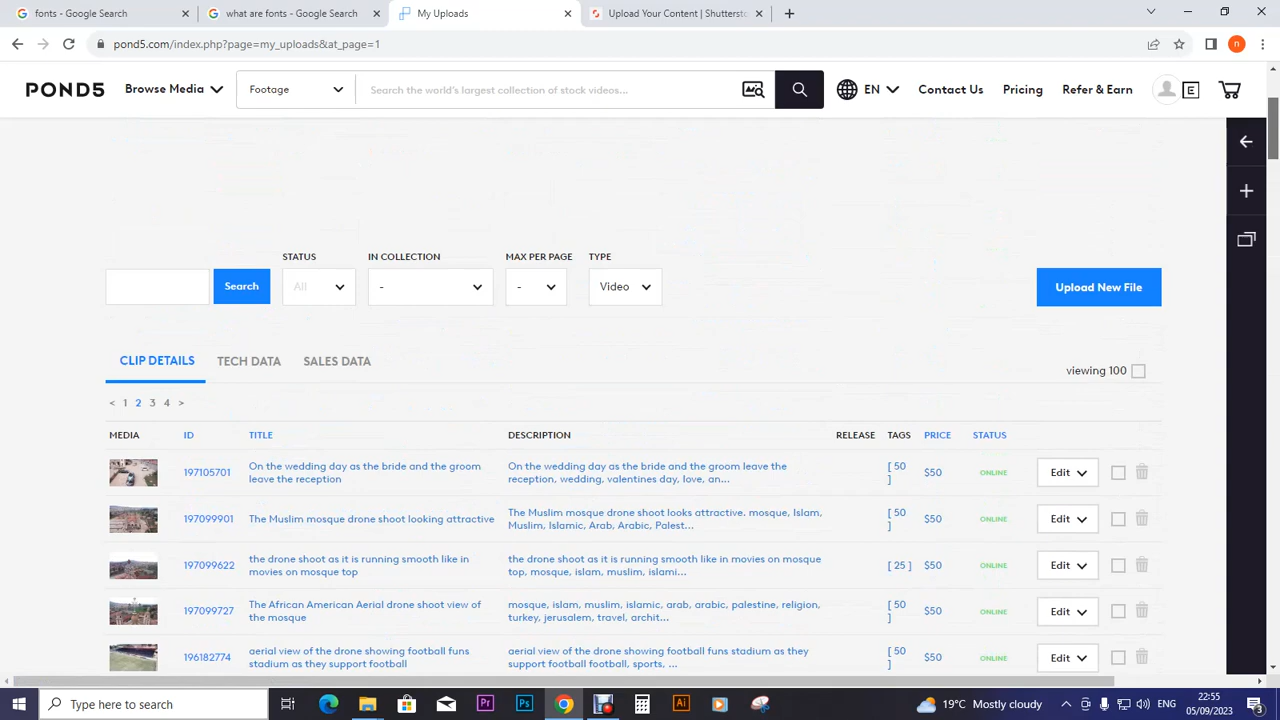 fonts - Google Search
what are fonts - Google Search
My Uploads
Upload Your Content | Shutterst
pond5.com/index.php?page=my_uploads&at_page=1
n
POND5
Browse Media
Footage
Search the world's largest collection of stock videos...
EN
Contact Us
Pricing
Refer & Earn
E
STATUS
IN COLLECTION
MAX PER PAGE
TYPE
Search
All
-
-
Video
Upload New File
CLIP DETAILS
TECH DATA
SALES DATA
viewing 100
< 1 2 3 4 >
MEDIA
ID
TITLE
DESCRIPTION
RELEASE
TAGS
PRICE
STATUS
197105701
On the wedding day as the bride and the groom
leave the reception
On the wedding day as the bride and the groom leave the
reception, wedding, valentines day, love, an...
[ 50
]
$50
ONLINE
Edit
197099901
The Muslim mosque drone shoot looking attractive
The Muslim mosque drone shoot looks attractive. mosque, Islam,
Muslim, Islamic, Arab, Arabic, Palest...
[ 50
]
$50
ONLINE
Edit
197099622
the drone shoot as it is running smooth like in
movies on mosque top
the drone shoot as it is running smooth like in movies on mosque
top, mosque, islam, muslim, islami...
[ 25 ]
$50
ONLINE
Edit
197099727
The African American Aerial drone shoot view of
the mosque
mosque, islam, muslim, islamic, arab, arabic, palestine, religion,
turkey, jerusalem, travel, archit...
[ 50
]
$50
ONLINE
Edit
196182774
aerial view of the drone showing football funs
stadium as they support football
aerial view of the drone showing football funs stadium as they
support football football, sports, ...
[ 50
]
$50
ONLINE
Edit
Type here to search
Pr
Ps
Ai
19°C Mostly cloudy
ENG
22:55
05/09/2023
3